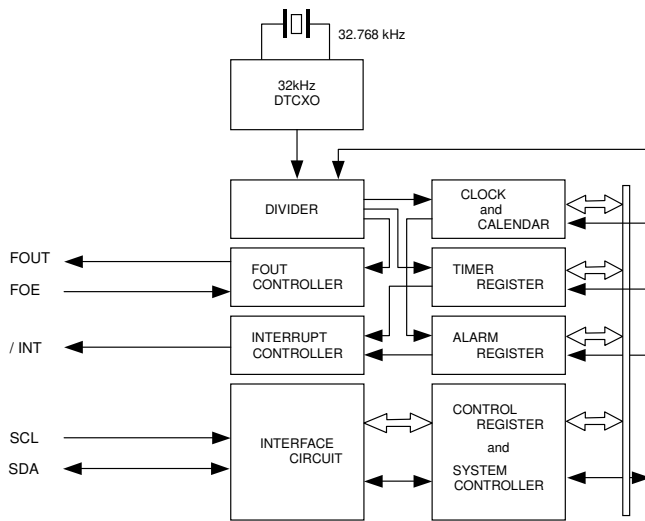 32.768 kHz
32kHz
DTCXO
DIVIDER
CLOCK
and
CALENDAR
FOUT
FOE
FOUT
CONTROLLER
TIMER
REGISTER
/ INT
INTERRUPT
CONTROLLER
ALARM
REGISTER
SCL
SDA
INTERFACE
CIRCUIT
CONTROL
REGISTER
and
SYSTEM
CONTROLLER